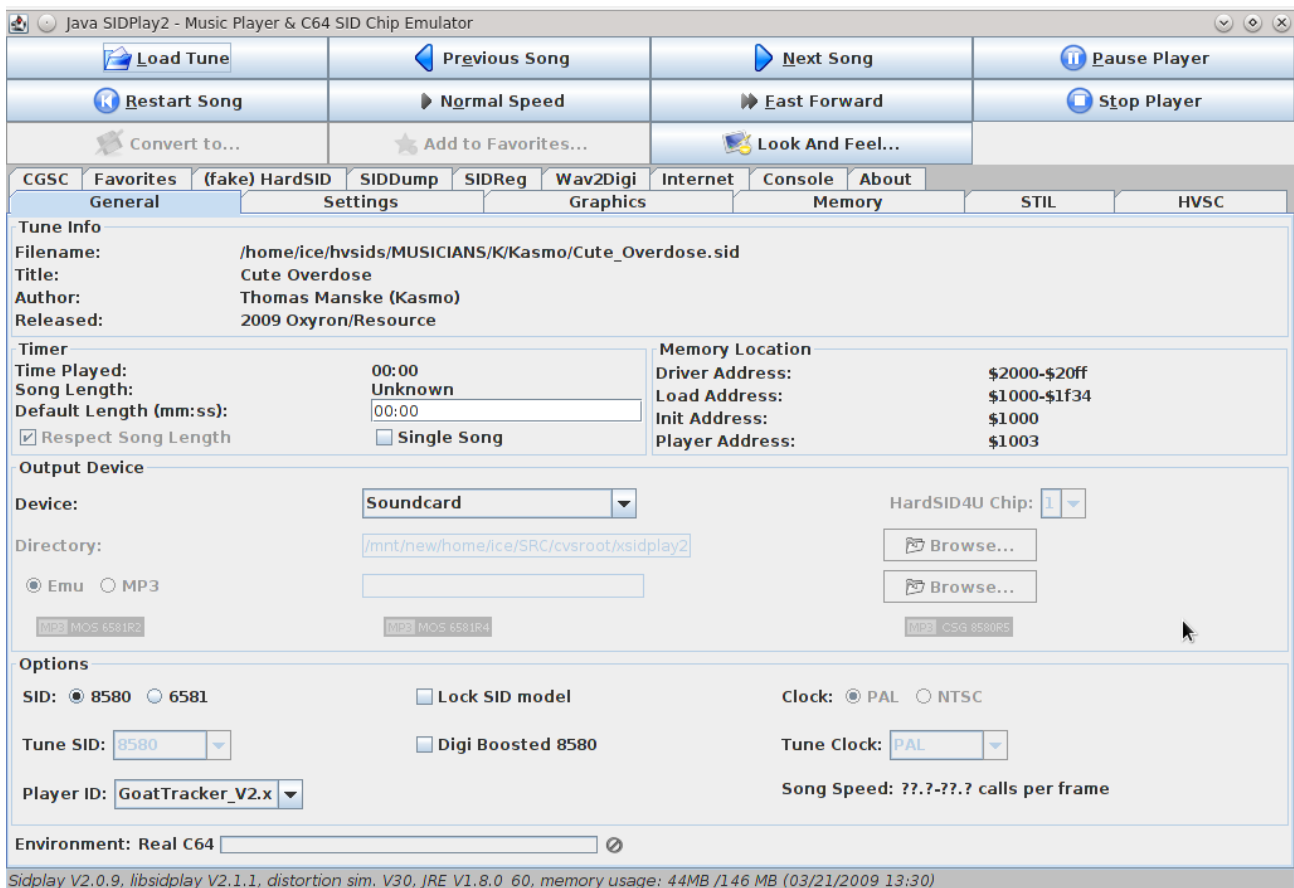 Java SIDPlay2 - Music Player & C64 SID Chip Emulator
Load Tune Previous Song Next Song Pause Player
Restart Song Normal Speed Fast Forward Stop Player
Convert to... Add to Favorites... Look And Feel...
CGSC Favorites (fake) HardSID SIDDump SIDReg Wav2Digi Internet Console About
General Settings Graphics Memory STIL HVSC
Tune Info
Filename: /home/ice/hvsids/MUSICIANS/K/Kasmo/Cute_Overdose.sid
Title: Cute Overdose
Author: Thomas Manske (Kasmo)
Released: 2009 Oxyron/Resource
Timer
Time Played: 00:00
Song Length: Unknown
Default Length (mm:ss): 00:00
Respect Song Length Single Song
Memory Location
Driver Address: $2000-$20ff
Load Address: $1000-$1f34
Init Address: $1000
Player Address: $1003
Output Device
Device: Soundcard HardSID4U Chip: 1
Directory: /mnt/new/home/ice/SRC/cvsroot/xsidplay2 Browse...
Emu MP3 Browse...
MP3 MOS 6581R2 MP3 MOS 6581R4 MP3 CSG 8580R5
Options
SID: 8580 6581 Lock SID model Clock: PAL NTSC
Tune SID: 8580 Digi Boosted 8580 Tune Clock: PAL
Player ID: GoatTracker_V2.x Song Speed: ??.?-??.? calls per frame
Environment: Real C64
Sidplay V2.0.9, libsidplay V2.1.1, distortion sim. V30, JRE V1.8.0_60, memory usage: 44MB /146 MB (03/21/2009 13:30)